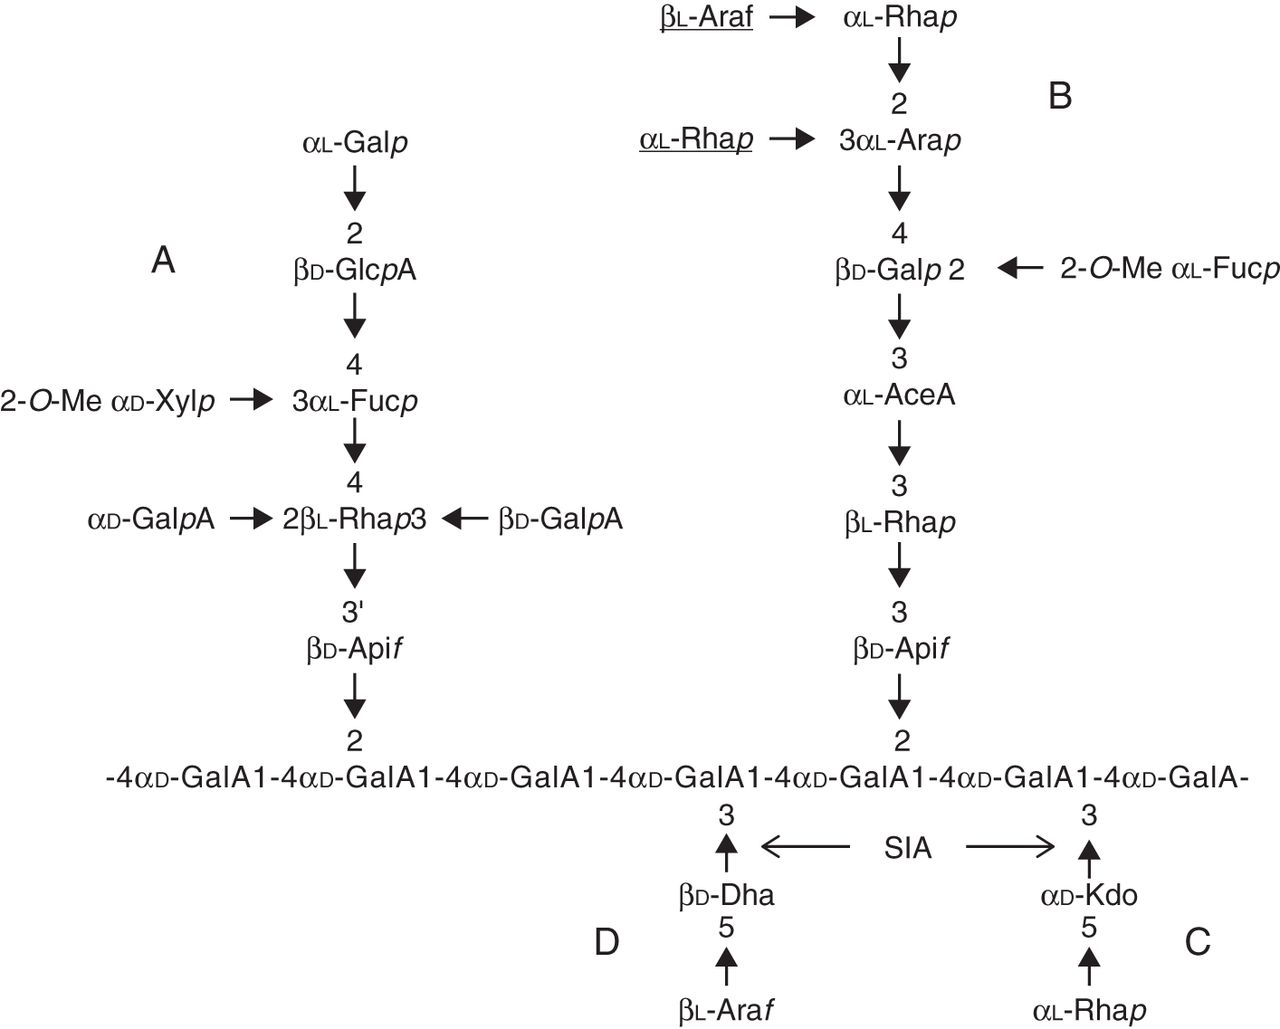 βL-Araf → αL-Rhap
B
2
αL-Galp
αL-Rhap → 3αL-Arap
2
4
A
βD-GlcpA
βD-Galp 2 ← 2-O-Me αL-Fucp
4
3
2-O-Me αD-Xylp → 3αL-Fucp
αL-AceA
4
3
αD-GalpA → 2βL-Rhap3 ← βD-GalpA
βL-Rhap
3'
3
βD-Apif
βD-Apif
2
2
-4αD-GalA1-4αD-GalA1-4αD-GalA1-4αD-GalA1-4αD-GalA1-4αD-GalA1-4αD-GalA-
3
3
SIA
βD-Dha
αD-Kdo
5
5
D
C
βL-Araf
αL-Rhap